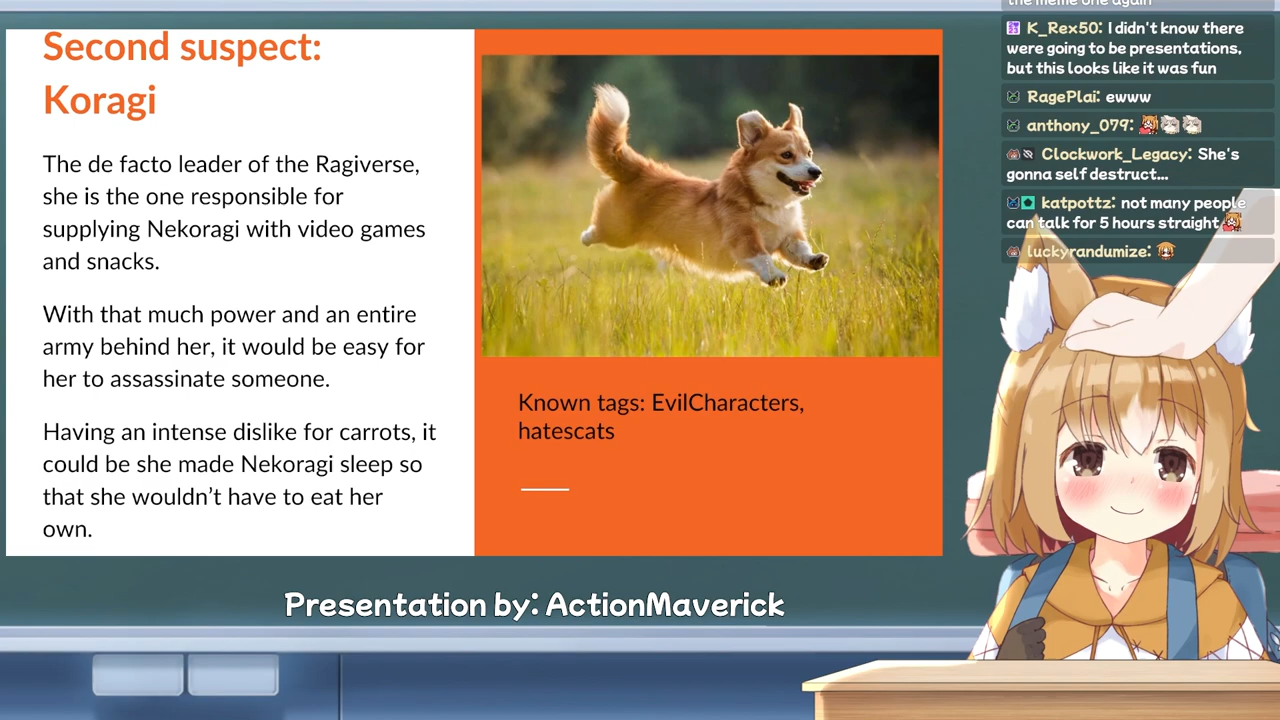 Second suspect:
Koragi
The de facto leader of the Ragiverse,
she is the one responsible for
supplying Nekoragi with video games
and snacks.
With that much power and an entire
army behind her, it would be easy for
her to assassinate someone.
Having an intense dislike for carrots, it
could be she made Nekoragi sleep so
that she wouldn't have to eat her
own.
Known tags: EvilCharacters,
hatescats
Presentation by: ActionMaverick
the meme one again
K_Rex50: I didn't know there
were going to be presentations,
but this looks like it was fun
RagePlai: ewww
anthony_079:
Clockwork_Legacy: She's
gonna self destruct...
katpottz: not many people
can talk for 5 hours straight
luckyrandumize: